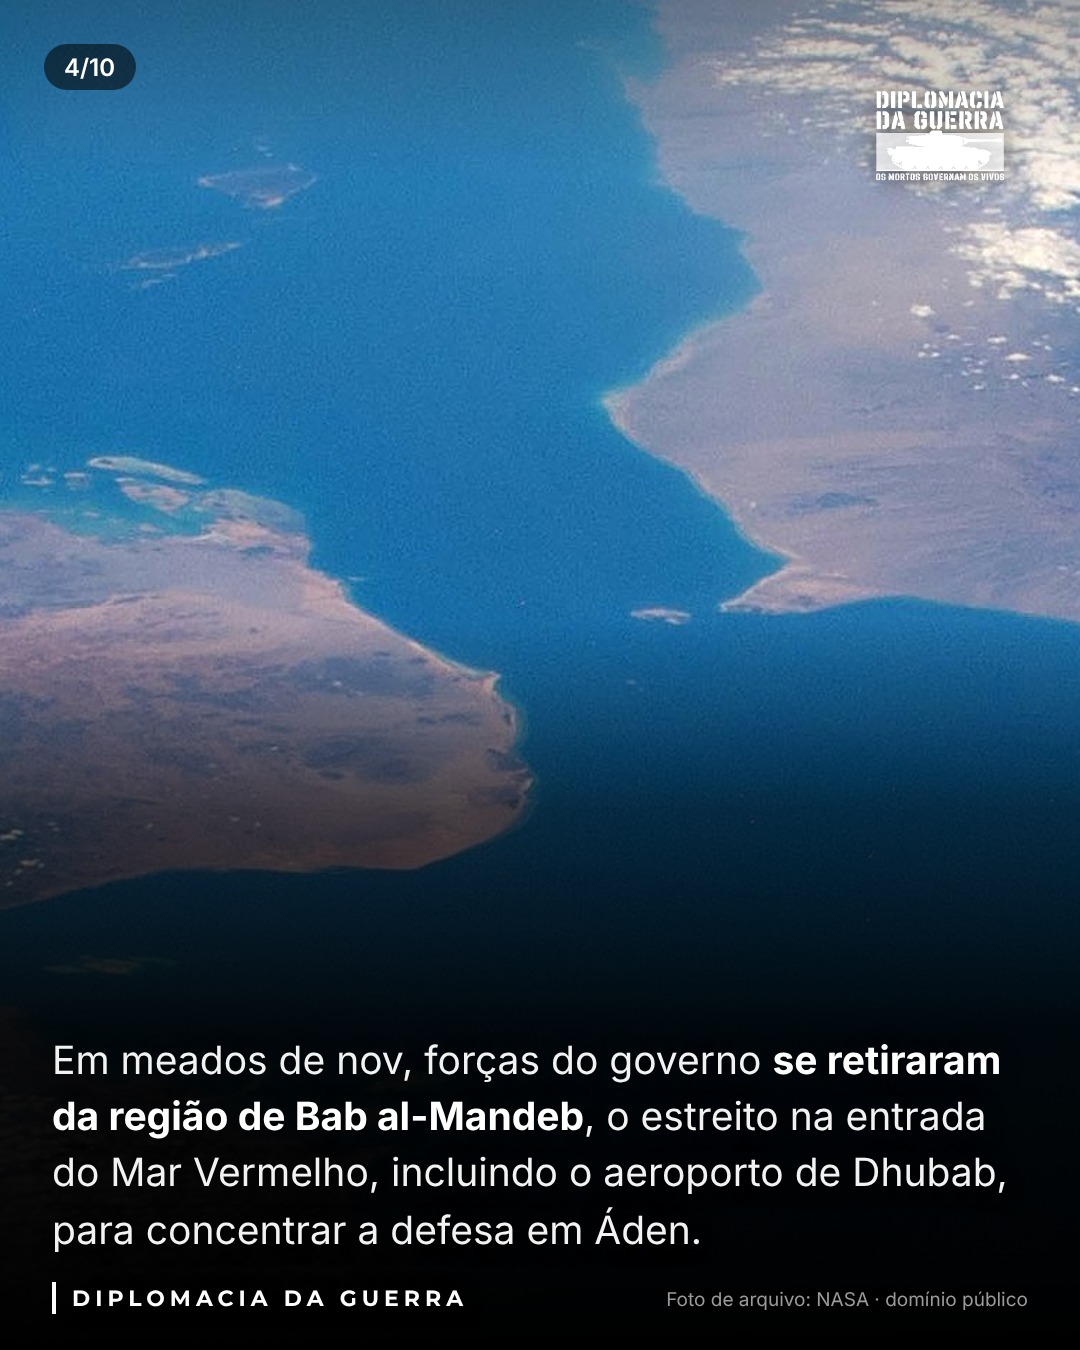 4/10
DIPLOMACIA
DA GUERRA
OS MORTOS GOVERNAM OS VIVOS
Em meados de nov, forças do governo se retiraram
da região de Bab al-Mandeb, o estreito na entrada
do Mar Vermelho, incluindo o aeroporto de Dhubab,
para concentrar a defesa em Áden.
DIPLOMACIA DA GUERRA
Foto de arquivo: NASA · domínio público